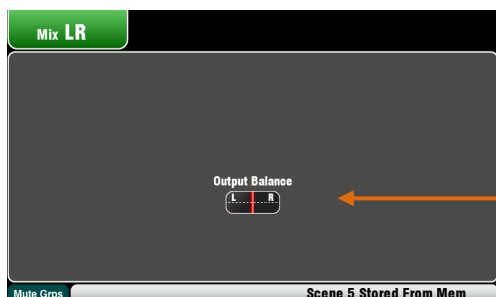 Mix LR
Output Balance
L R
Mute Grps
Scene 5 Stored From Mem